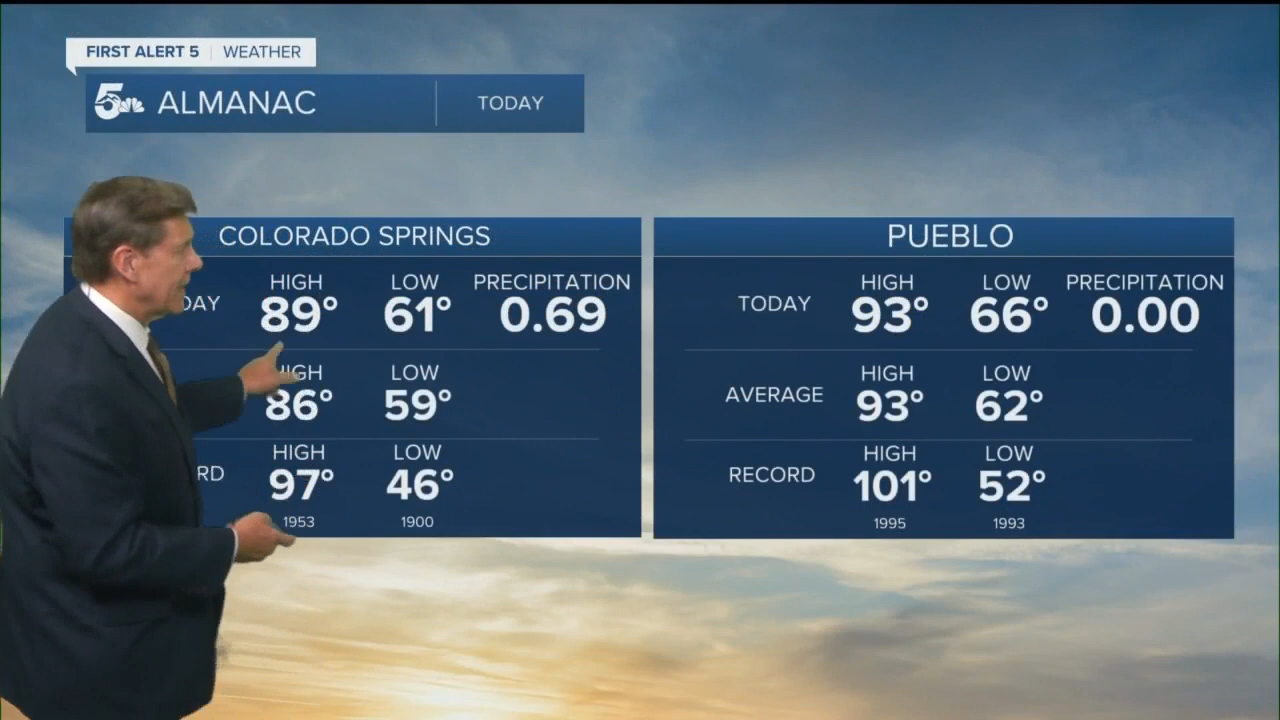 FIRST ALERT 5 | WEATHER
5 ALMANAC TODAY
COLORADO SPRINGS
HIGH LOW PRECIPITATION
89° 61° 0.69
HIGH LOW
86° 59°
HIGH LOW
97° 46°
1953 1900
PUEBLO
HIGH LOW PRECIPITATION
TODAY 93° 66° 0.00
HIGH LOW
AVERAGE 93° 62°
HIGH LOW
RECORD 101° 52°
1995 1993